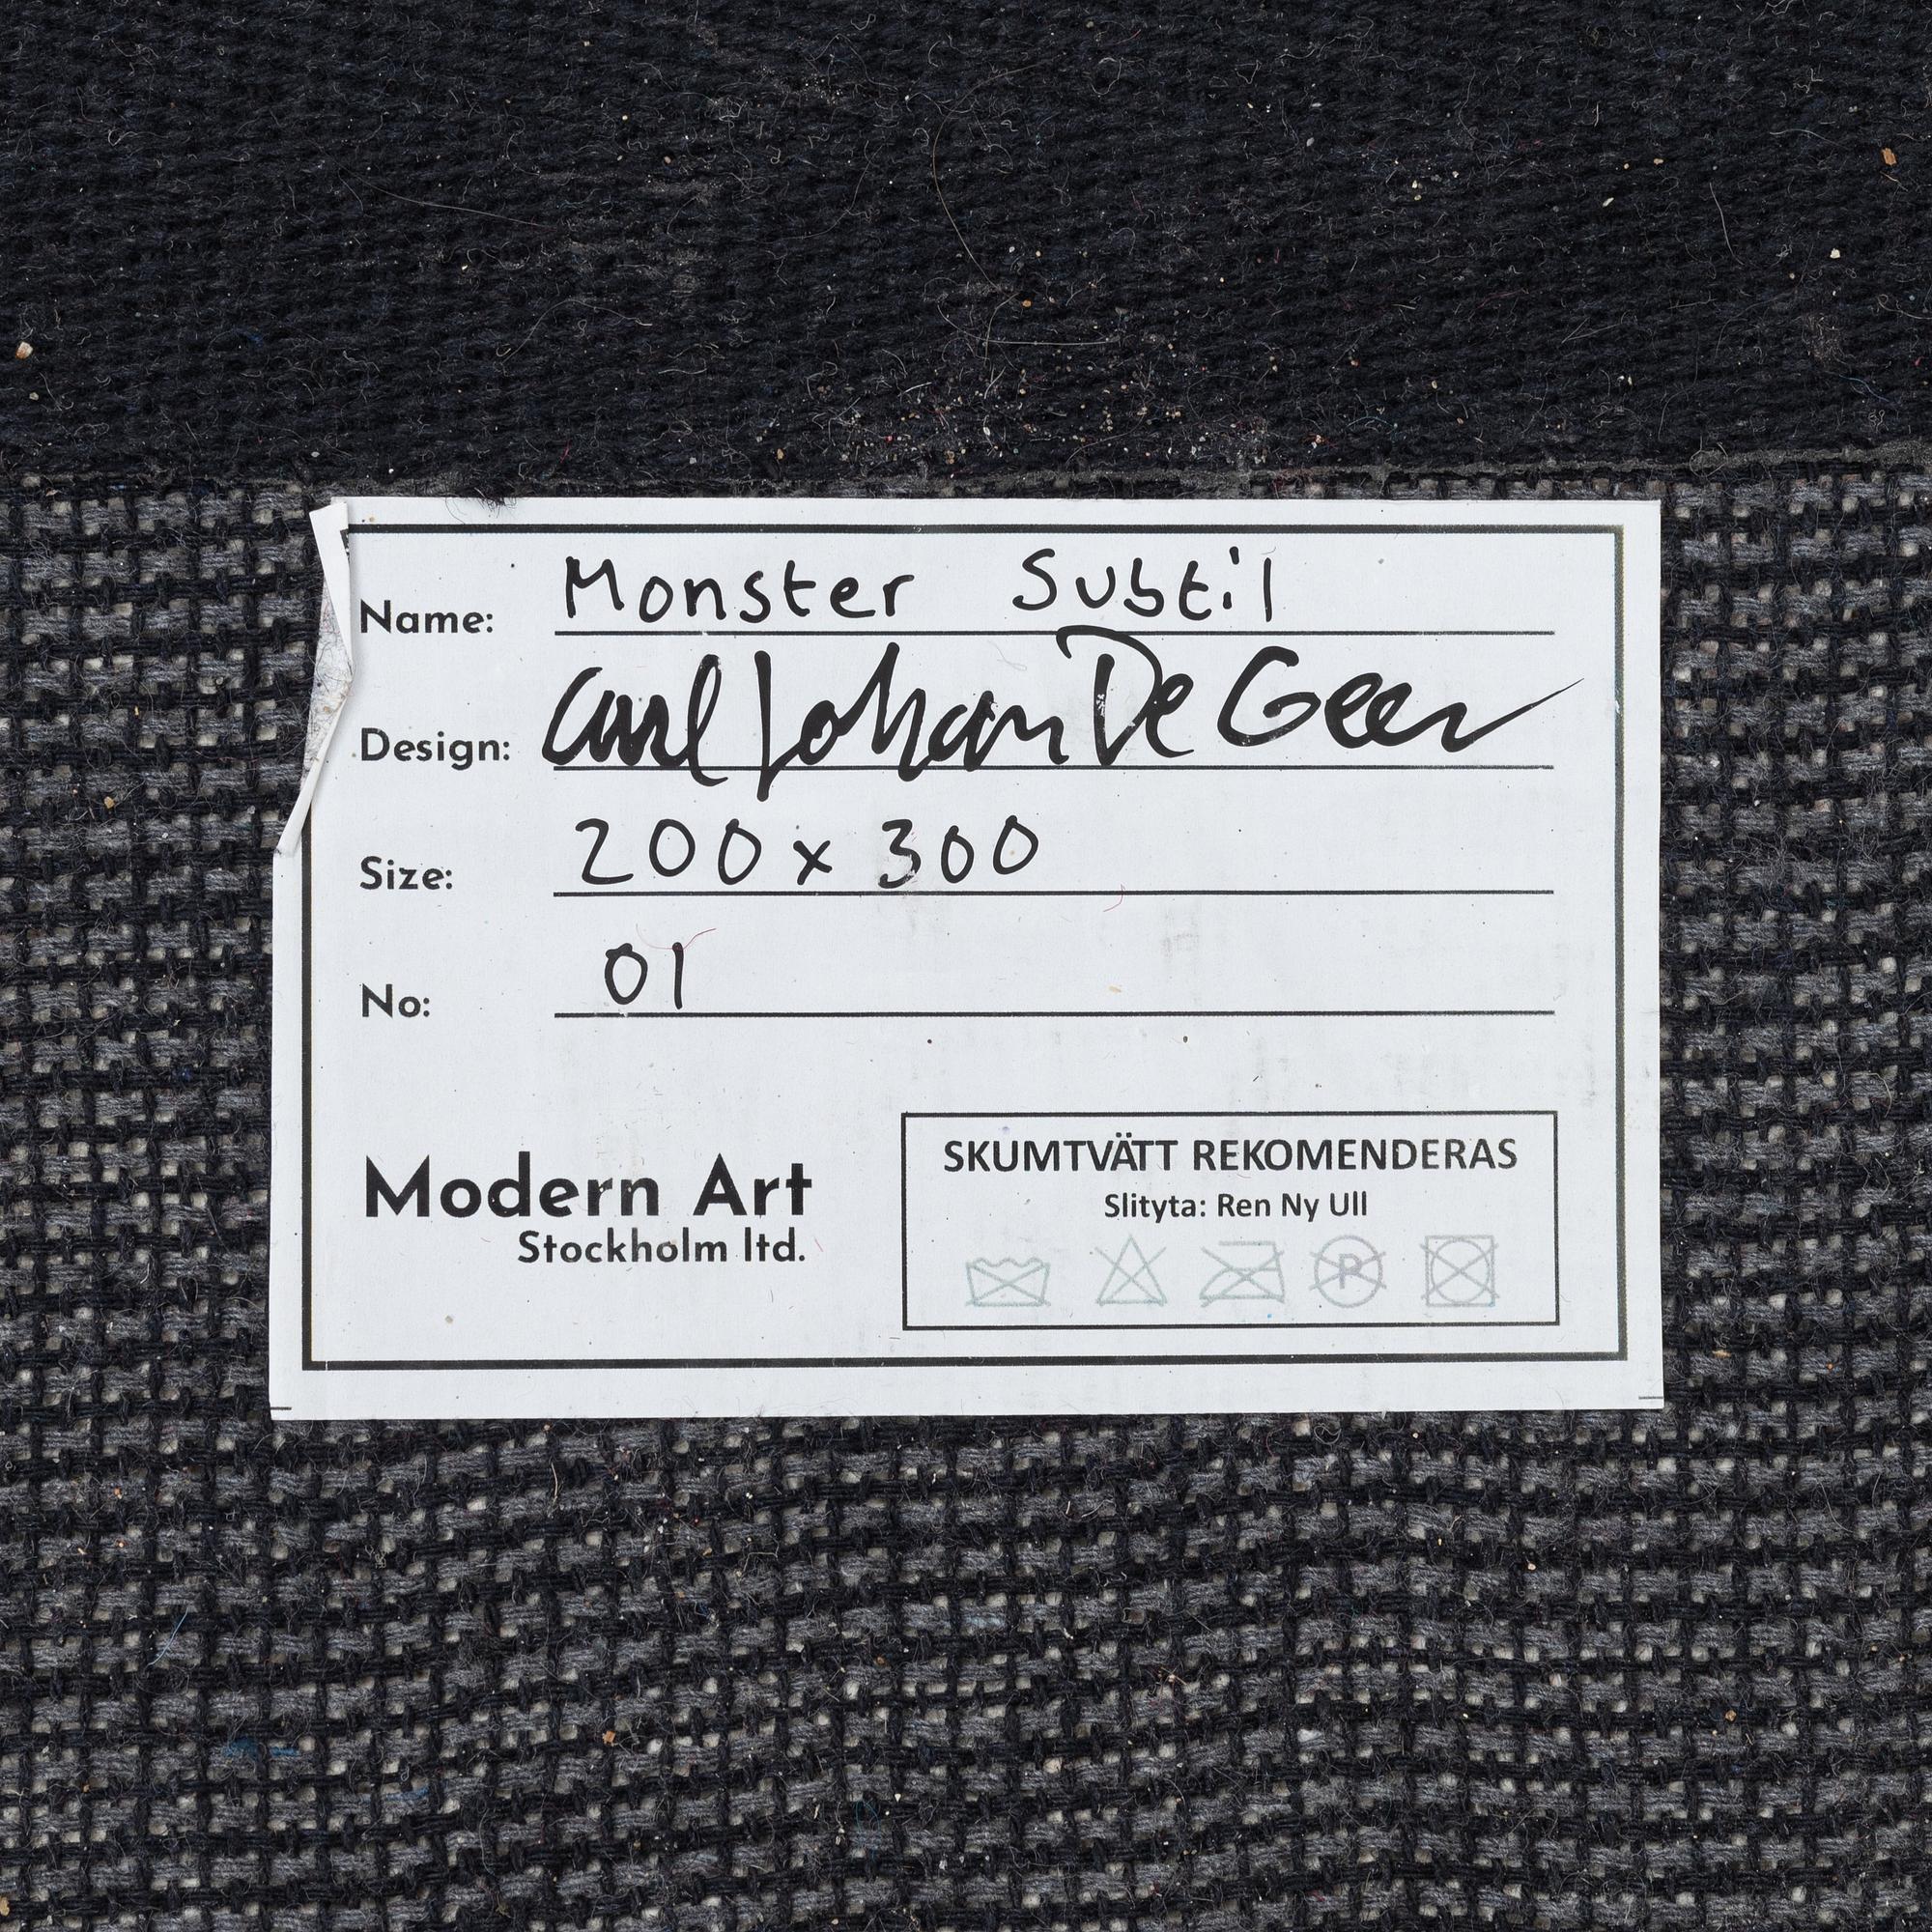 Name: Monster Subtil
Design: Carl Johan De Geer
Size: 200 x 300
No: 01
Modern Art
Stockholm ltd.
SKUMTVÄTT REKOMENDERAS
Slityta: Ren Ny Ull
P